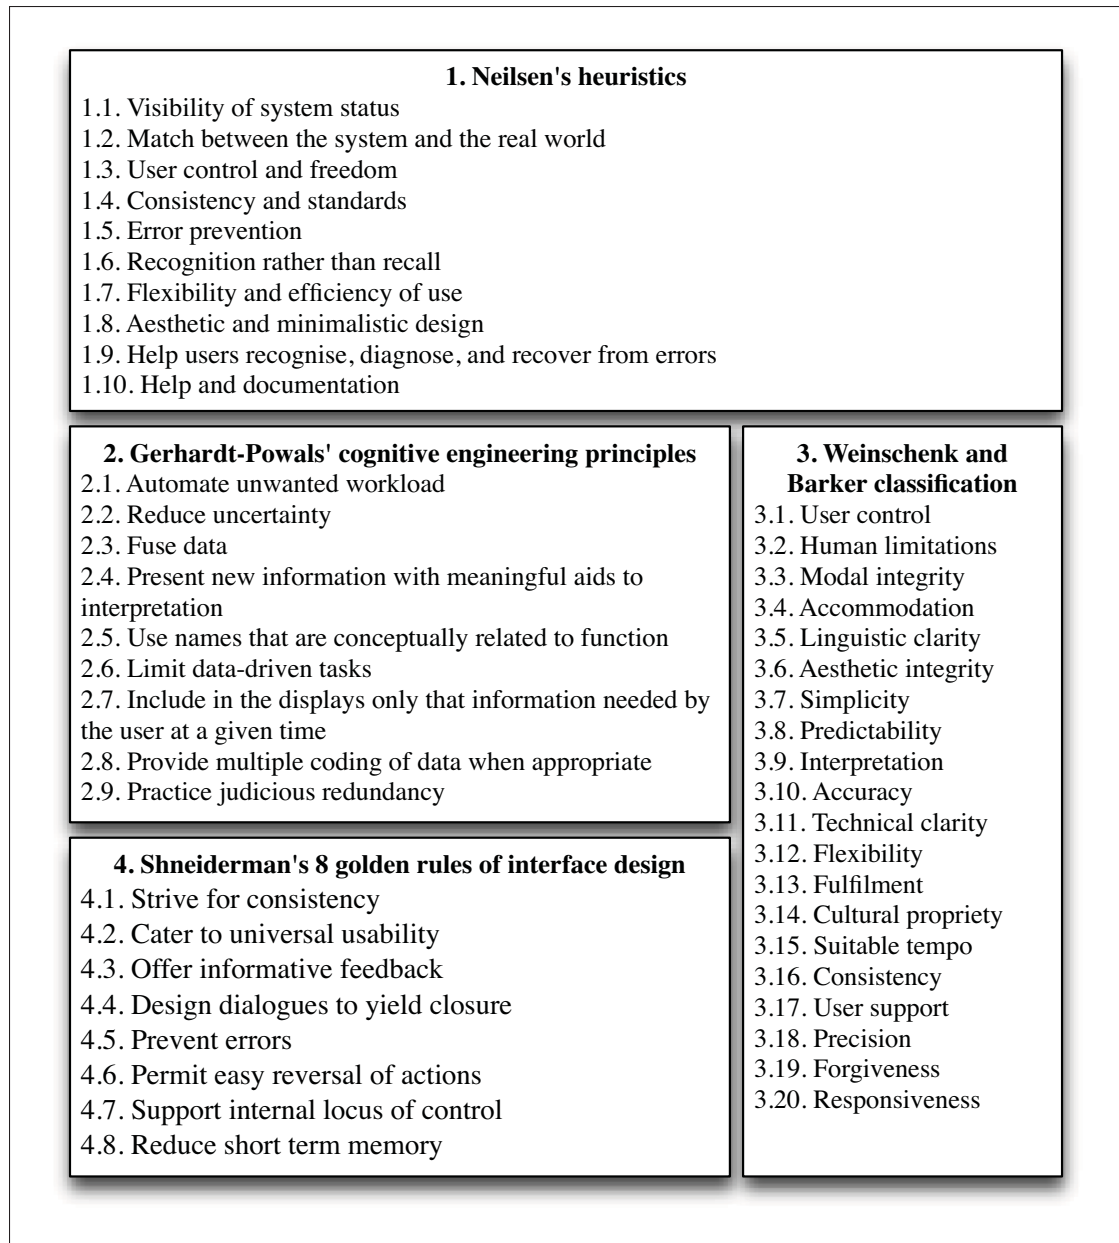 1. Neilsen's heuristics
1.1. Visibility of system status
1.2. Match between the system and the real world
1.3. User control and freedom
1.4. Consistency and standards
1.5. Error prevention
1.6. Recognition rather than recall
1.7. Flexibility and efficiency of use
1.8. Aesthetic and minimalistic design
1.9. Help users recognise, diagnose, and recover from errors
1.10. Help and documentation
2. Gerhardt-Powals' cognitive engineering principles
2.1. Automate unwanted workload
2.2. Reduce uncertainty
2.3. Fuse data
2.4. Present new information with meaningful aids to
interpretation
2.5. Use names that are conceptually related to function
2.6. Limit data-driven tasks
2.7. Include in the displays only that information needed by
the user at a given time
2.8. Provide multiple coding of data when appropriate
2.9. Practice judicious redundancy
3. Weinschenk and
Barker classification
3.1. User control
3.2. Human limitations
3.3. Modal integrity
3.4. Accommodation
3.5. Linguistic clarity
3.6. Aesthetic integrity
3.7. Simplicity
3.8. Predictability
3.9. Interpretation
3.10. Accuracy
3.11. Technical clarity
3.12. Flexibility
3.13. Fulfilment
3.14. Cultural propriety
3.15. Suitable tempo
3.16. Consistency
3.17. User support
3.18. Precision
3.19. Forgiveness
3.20. Responsiveness
4. Shneiderman's 8 golden rules of interface design
4.1. Strive for consistency
4.2. Cater to universal usability
4.3. Offer informative feedback
4.4. Design dialogues to yield closure
4.5. Prevent errors
4.6. Permit easy reversal of actions
4.7. Support internal locus of control
4.8. Reduce short term memory